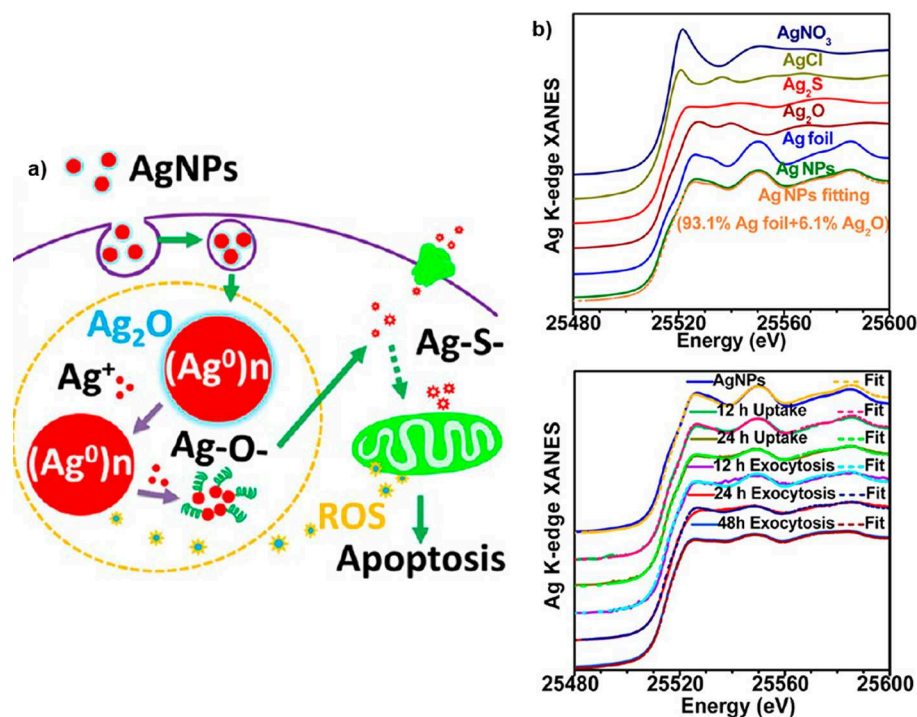 a)
AgNPs
Ag₂O
(Ag⁰)n
Ag⁺
(Ag⁰)n
Ag-O-
Ag-S-
ROS
Apoptosis
b)
Ag K-edge XANES
AgNO₃
AgCl
Ag₂S
Ag₂O
Ag foil
Ag NPs
Ag NPs fitting
(93.1% Ag foil+6.1% Ag₂O)
25480 25520 25560 25600
Energy (eV)
Ag K-edge XANES
AgNPs Fit
12 h Uptake Fit
24 h Uptake Fit
12 h Exocytosis Fit
24 h Exocytosis Fit
48h Exocytosis Fit
25480 25520 25560 25600
Energy (eV)